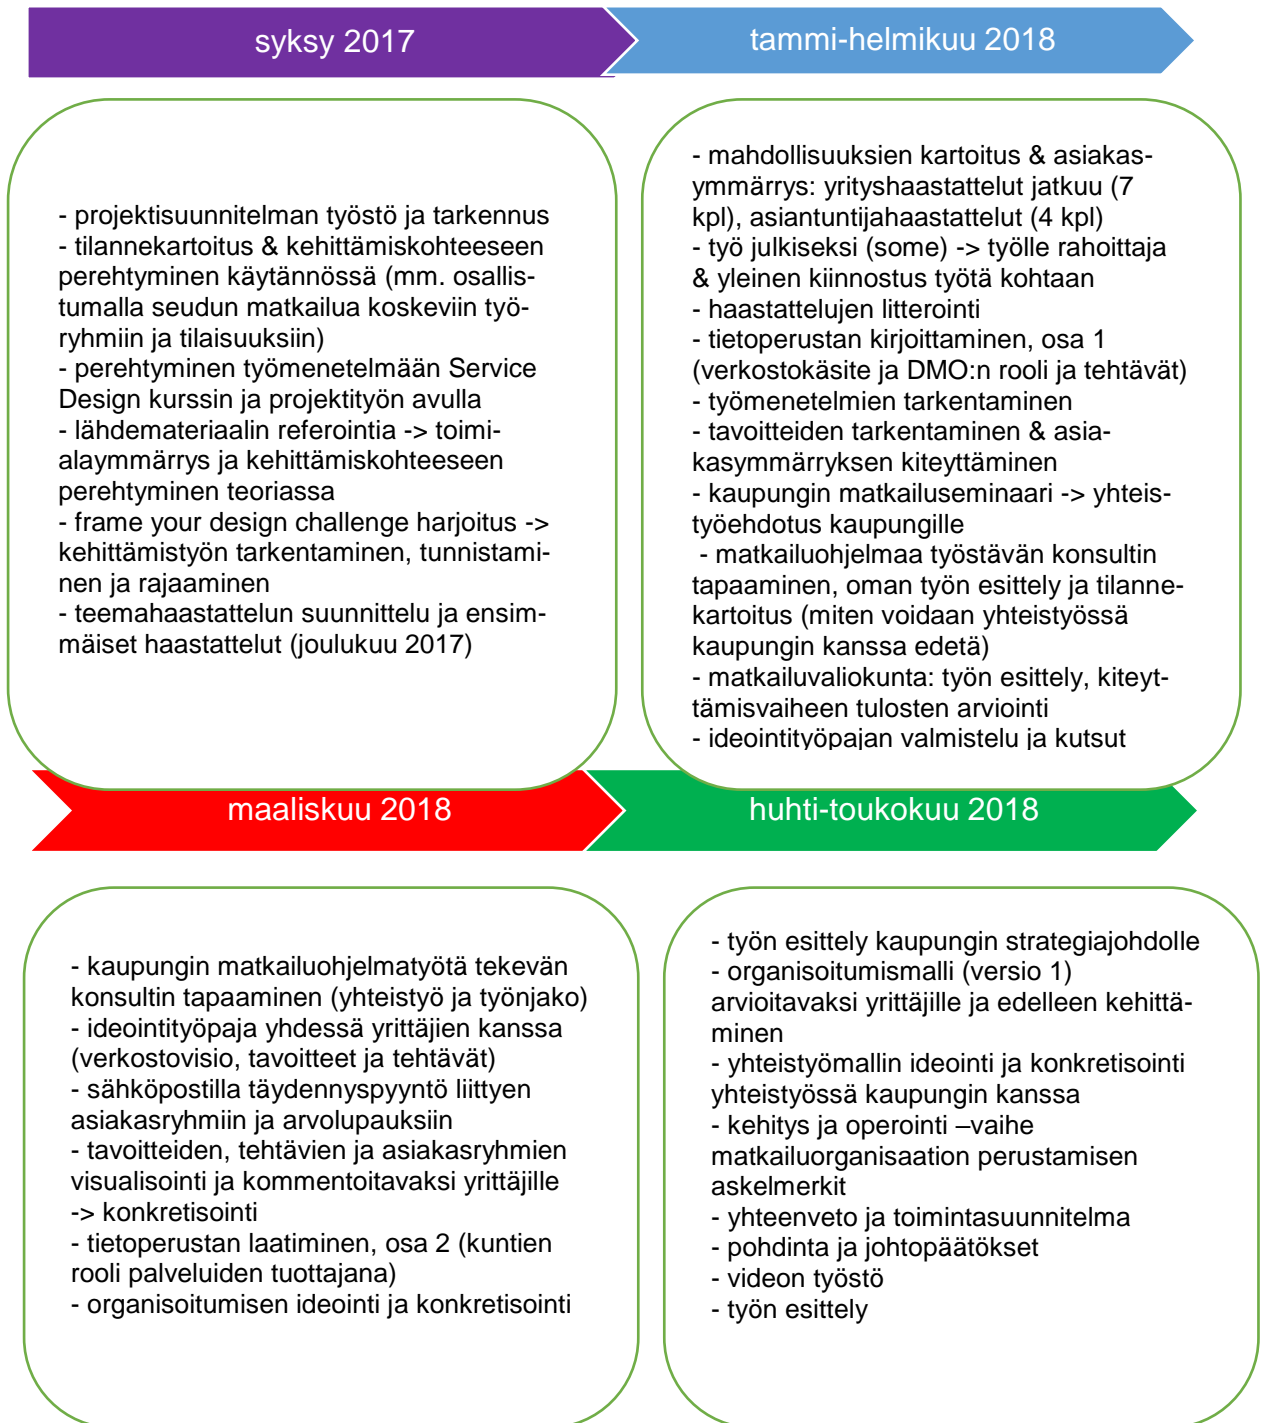 syksy 2017
tammi-helmikuu 2018
- projektisuunnitelman työstö ja tarkennus
- tilannekartoitus & kehittämiskohteeseen
perehtyminen käytännössä (mm. osallis-
tumalla seudun matkailua koskeviin työ-
ryhmiin ja tilaisuuksiin)
- perehtyminen työmenetelmään Service
Design kurssin ja projektityön avulla
- lähdemateriaalin referointia -> toimi-
alaymmärrys ja kehittämiskohteeseen
perehtyminen teoriassa
- frame your design challenge harjoitus ->
kehittämistyön tarkentaminen, tunnistami-
nen ja rajaaminen
- teemahaastattelun suunnittelu ja ensim-
mäiset haastattelut (joulukuu 2017)
- mahdollisuuksien kartoitus & asiakas-
ymmärrys: yrityshaastattelut jatkuu (7
kpl), asiantuntijahaastattelut (4 kpl)
- työ julkiseksi (some) -> työlle rahoittaja
& yleinen kiinnostus työtä kohtaan
- haastattelujen litterointi
- tietoperustan kirjoittaminen, osa 1
(verkostokäsite ja DMO:n rooli ja tehtävät)
- työmenetelmien tarkentaminen
- tavoitteiden tarkentaminen & asia-
kasymmärryksen kiteyttäminen
- kaupungin matkailuseminaari -> yhteis-
työehdotus kaupungille
- matkailuohjelmaa työstävän konsultin
tapaaminen, oman työn esittely ja tilanne-
kartoitus (miten voidaan yhteistyössä
kaupungin kanssa edetä)
- matkailuvaliokunta: työn esittely, kiteyt-
tämisvaiheen tulosten arviointi
- ideointityöpajan valmistelu ja kutsut
maaliskuu 2018
huhti-toukokuu 2018
- kaupungin matkailuohjelmatyötä tekevän
konsultin tapaaminen (yhteistyö ja työnjako)
- ideointityöpaja yhdessä yrittäjien kanssa
(verkostovisio, tavoitteet ja tehtävät)
- sähköpostilla täydennyspyyntö liittyen
asiakasryhmiin ja arvolupauksiin
- tavoitteiden, tehtävien ja asiakasryhmien
visualisointi ja kommentoitavaksi yrittäjille
-> konkretisointi
- tietoperustan laatiminen, osa 2 (kuntien
rooli palveluiden tuottajana)
- organisoitumisen ideointi ja konkretisointi
- työn esittely kaupungin strategiajohdolle
- organisoitumismalli (versio 1)
arvioitavaksi yrittäjille ja edelleen kehittä-
minen
- yhteistyömallin ideointi ja konkretisointi
yhteistyössä kaupungin kanssa
- kehitys ja operointi –vaihe
matkailuorganisaation perustamisen
askelmerkit
- yhteenveto ja toimintasuunnitelma
- pohdinta ja johtopäätökset
- videon työstö
- työn esittely